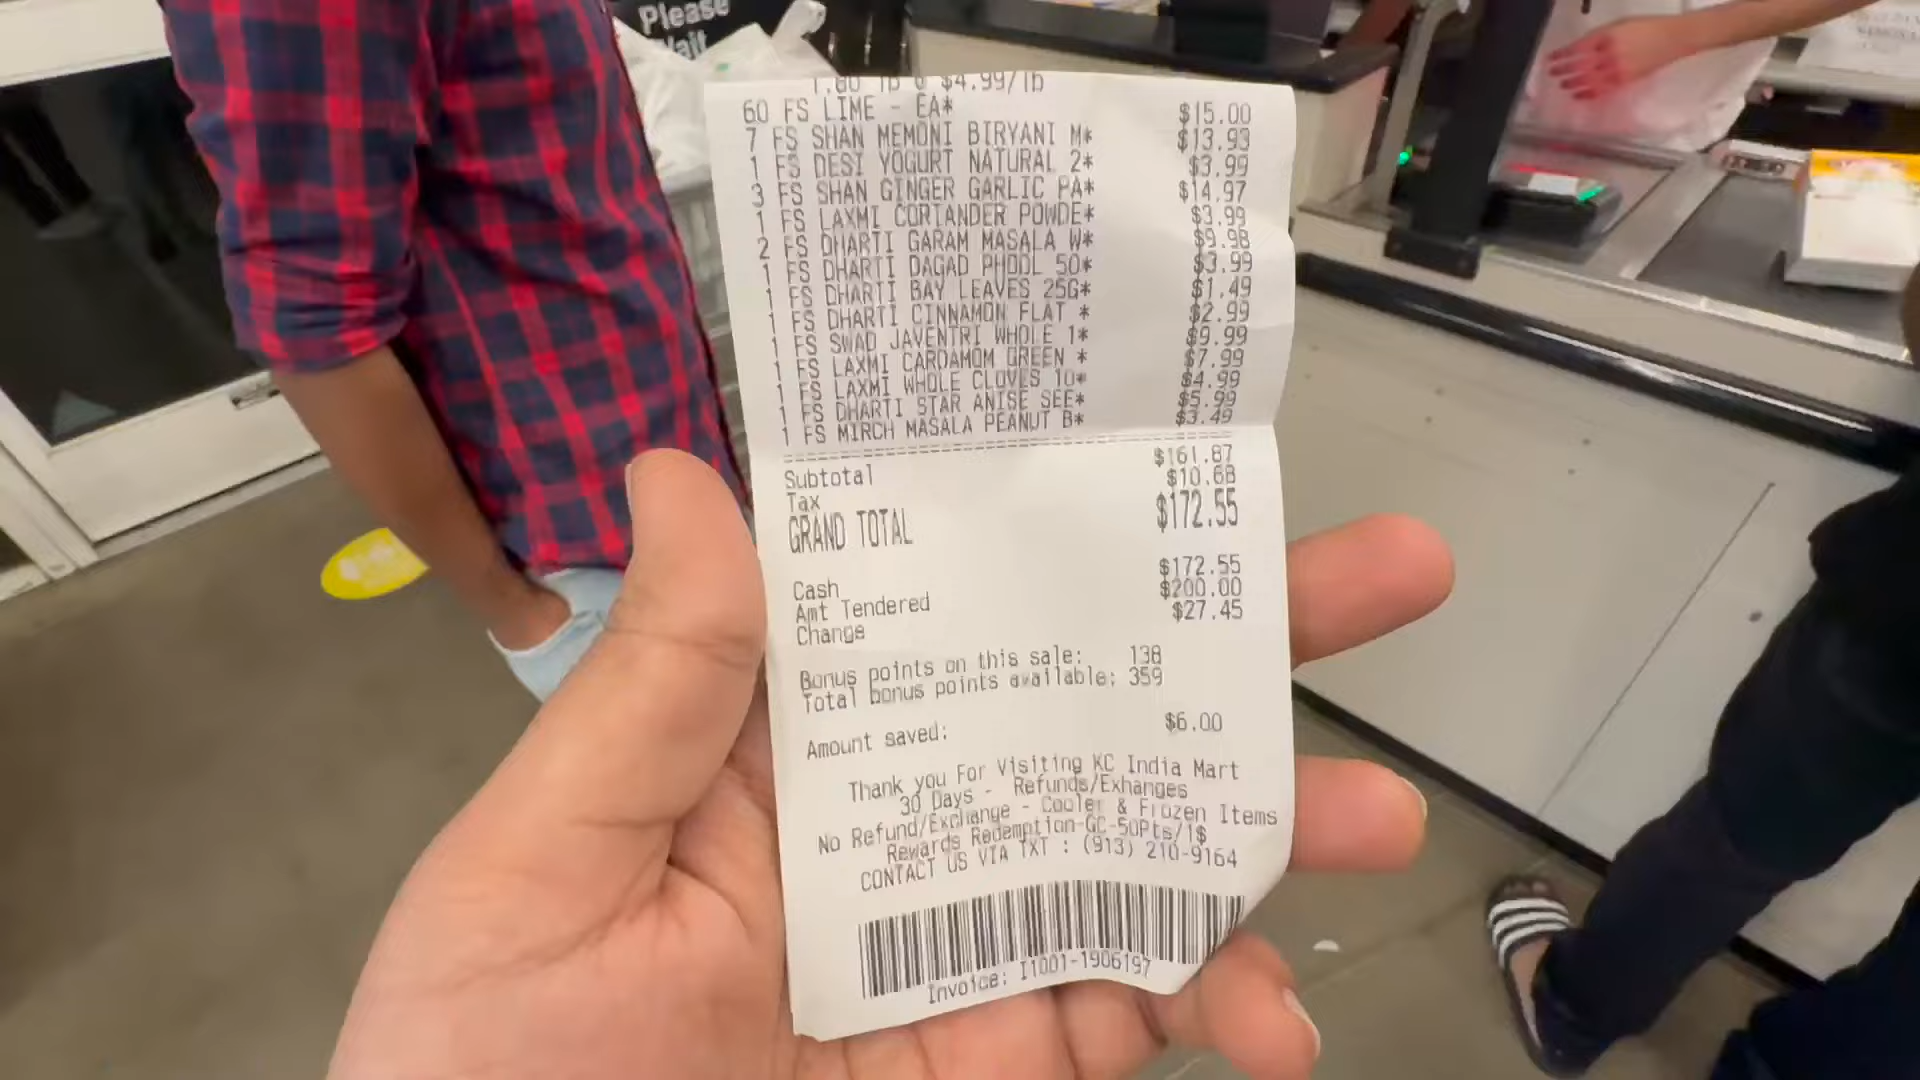 Please
Wait
1.80 lb @ $4.99/lb
60 FS LIME - EA* $15.00
7 FS SHAN MEMONI BIRYANI M* $13.93
1 FS DESI YOGURT NATURAL 2* $3.99
3 FS SHAN GINGER GARLIC PA* $14.97
1 FS LAXMI CORIANDER POWDE* $3.99
2 FS DHARTI GARAM MASALA W* $9.98
1 FS DHARTI DAGAD PHOOL 50* $3.99
1 FS DHARTI BAY LEAVES 25G* $1.49
1 FS DHARTI CINNAMON FLAT * $2.99
1 FS SWAD JAVENTRI WHOLE 1* $9.99
1 FS LAXMI CARDAMOM GREEN * $7.99
1 FS LAXMI WHOLE CLOVES 10* $4.99
1 FS DHARTI STAR ANISE SEE* $5.99
1 FS MIRCH MASALA PEANUT B* $3.49
Subtotal $161.87
Tax $10.68
GRAND TOTAL $172.55
Cash $172.55
Amt Tendered $200.00
Change $27.45
Bonus points on this sale: 138
Total bonus points available: 359
Amount saved: $6.00
Thank you For Visiting KC India Mart
30 Days - Refunds/Exhanges
No Refund/Exchange - Cooler & Frozen Items
Rewards Redemption-GC-50Pts/1$
CONTACT US VIA TXT : (913) 210-9164
Invoice: I1001-1906197